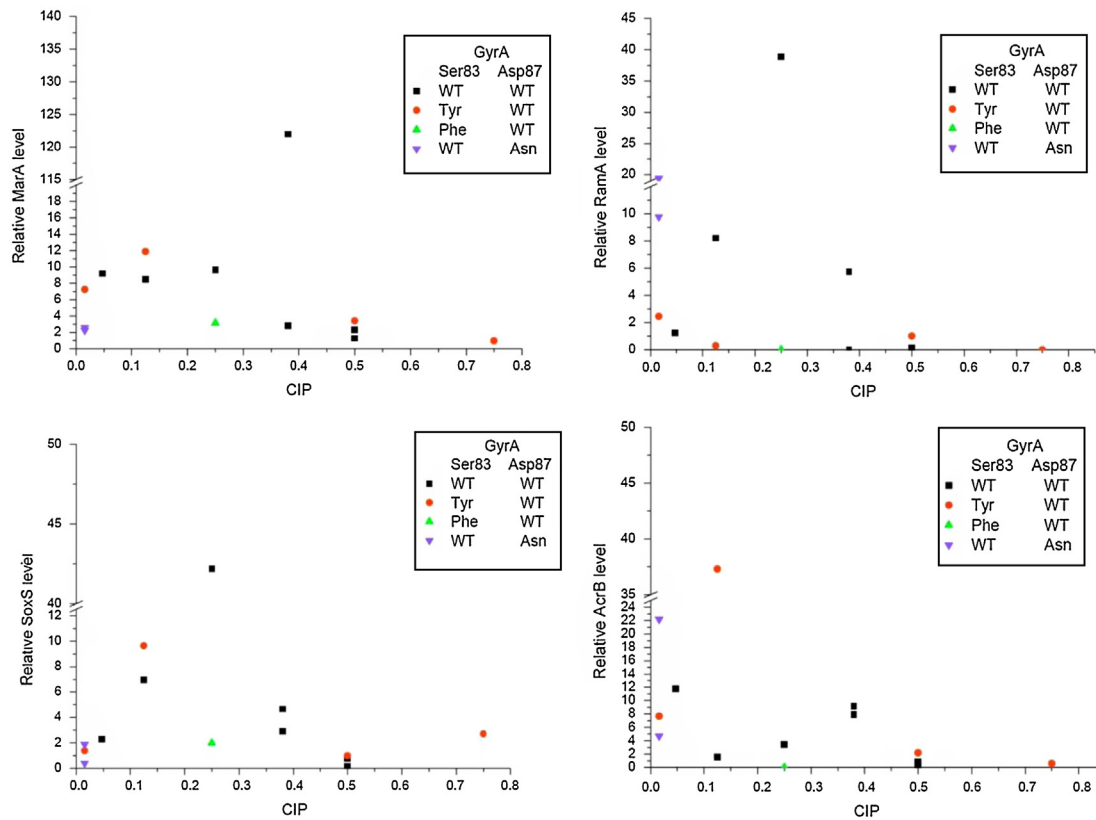 140
135
130
125
120
115
18
16
14
12
10
8
6
4
2
0
Relative MarA level
0.0 0.1 0.2 0.3 0.4 0.5 0.6 0.7 0.8
CIP
GyrA
Ser83 Asp87
WT WT
Tyr WT
Phe WT
WT Asn
45
40
35
30
25
20
10
8
6
4
2
0
Relative RamA level
0.0 0.1 0.2 0.3 0.4 0.5 0.6 0.7 0.8
CIP
GyrA
Ser83 Asp87
WT WT
Tyr WT
Phe WT
WT Asn
50
45
40
12
10
8
6
4
2
0
Relative SoxS level
0.0 0.1 0.2 0.3 0.4 0.5 0.6 0.7 0.8
CIP
GyrA
Ser83 Asp87
WT WT
Tyr WT
Phe WT
WT Asn
50
45
40
35
24
22
20
18
16
14
12
10
8
6
4
2
0
Relative AcrB level
0.0 0.1 0.2 0.3 0.4 0.5 0.6 0.7 0.8
CIP
GyrA
Ser83 Asp87
WT WT
Tyr WT
Phe WT
WT Asn